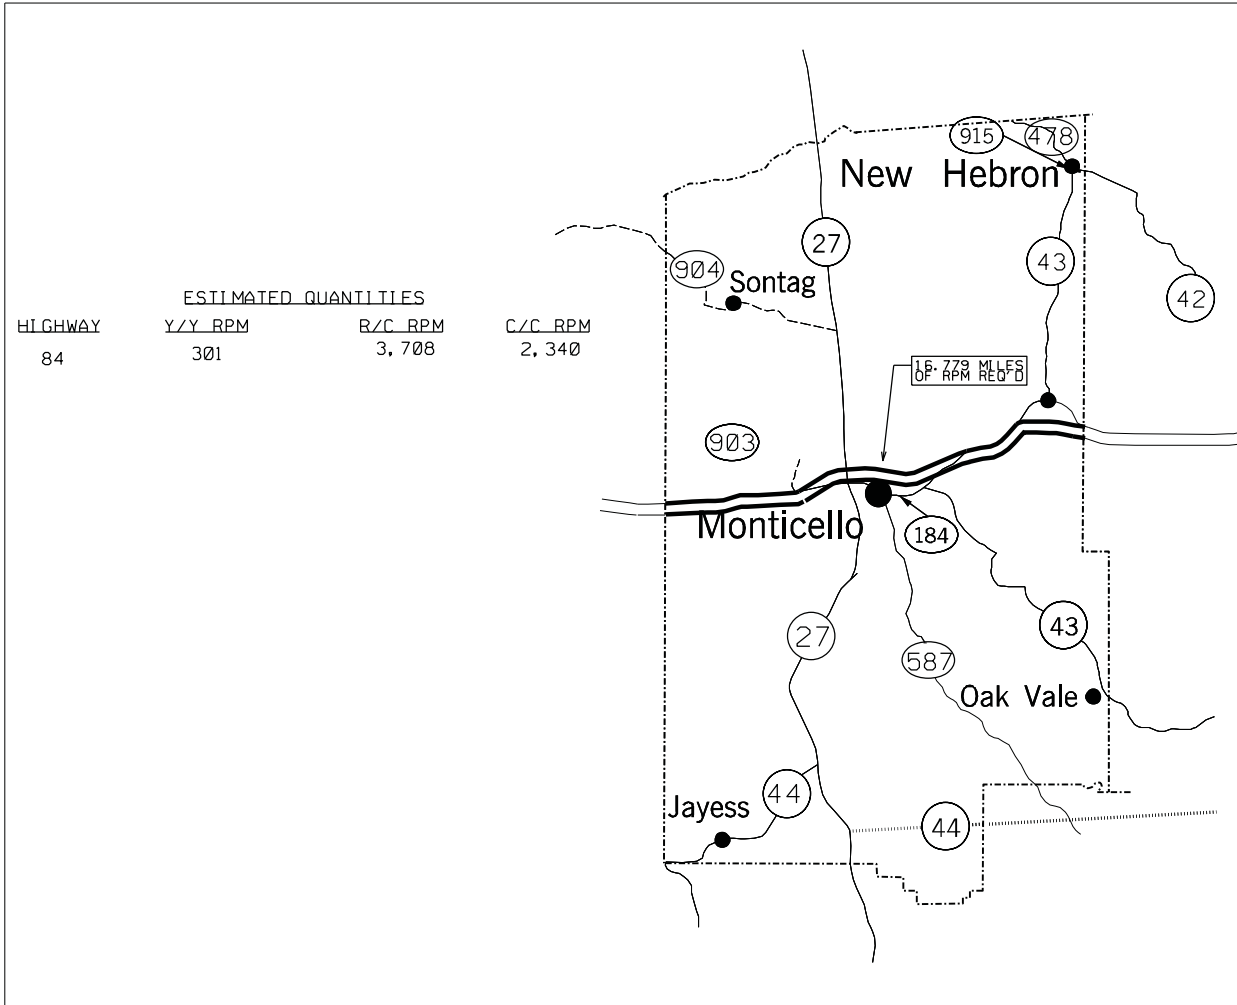 915
478
New Hebron
27
43
904
Sontag
42
ESTIMATED QUANTITIES
HIGHWAY Y/Y RPM R/C RPM C/C RPM
84 301 3,708 2,340
16.779 MILES
OF RPM REQ'D
903
Monticello
184
27
43
587
Oak Vale
44
Jayess
44